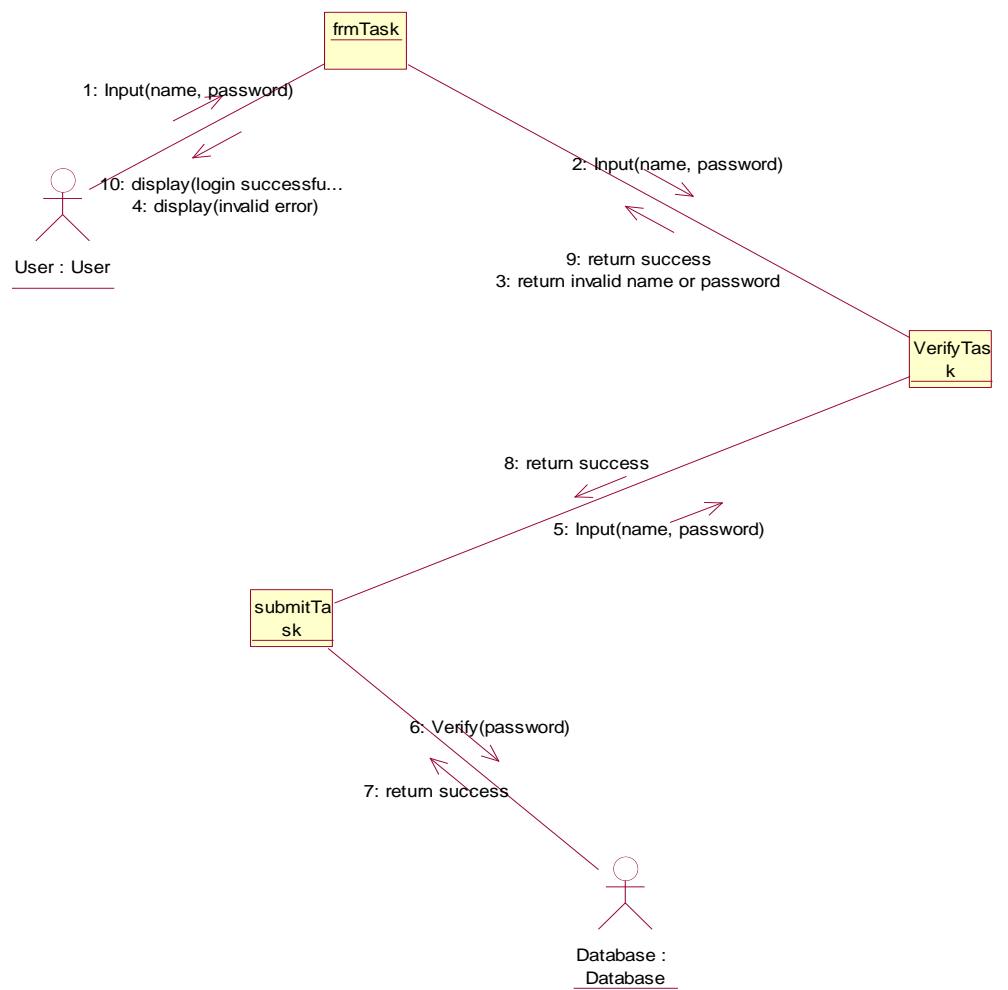 frmTask
1: Input(name, password)
2: Input(name, password)
10: display(login successfu...
4: display(invalid error)
User : User
9: return success
3: return invalid name or password
VerifyTas
k
8: return success
5: Input(name, password)
submitTa
sk
6: Verify(password)
7: return success
Database :
Database